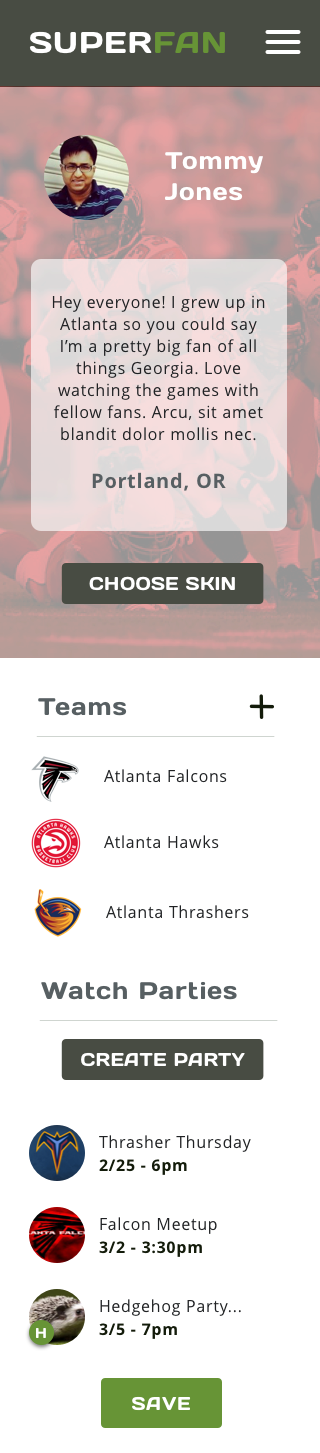 SUPERFAN
Tommy
Jones
Hey everyone! I grew up in
Atlanta so you could say
I’m a pretty big fan of all
things Georgia. Love
watching the games with
fellow fans. Arcu, sit amet
blandit dolor mollis nec.
Portland, OR
CHOOSE SKIN
Teams
Atlanta Falcons
ATLANTA HAWKS
BASKETBALL CLUB
Atlanta Hawks
Atlanta Thrashers
Watch Parties
CREATE PARTY
Thrasher Thursday
2/25 - 6pm
ANTA FALC
Falcon Meetup
3/2 - 3:30pm
H
Hedgehog Party...
3/5 - 7pm
SAVE